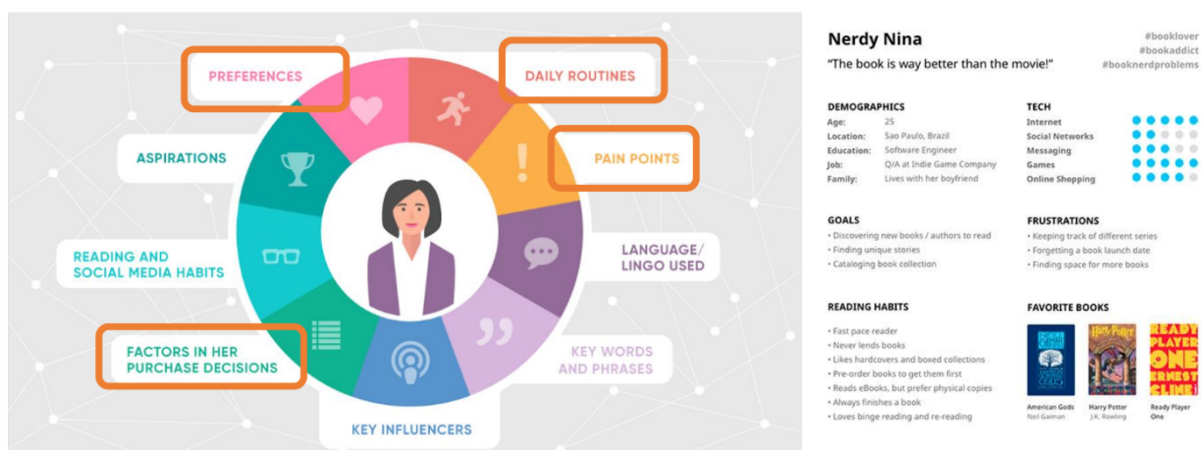 PREFERENCES
DAILY ROUTINES
ASPIRATIONS
PAIN POINTS
READING AND
SOCIAL MEDIA HABITS
LANGUAGE/
LINGO USED
FACTORS IN HER
PURCHASE DECISIONS
KEY WORDS
AND PHRASES
KEY INFLUENCERS
Nerdy Nina
"The book is way better than the movie!"
#booklover
#bookaddict
#booknerdproblems
DEMOGRAPHICS
Age: 25
Location: Sao Paulo, Brazil
Education: Software Engineer
Job: Q/A at Indie Game Company
Family: Lives with her boyfriend
TECH
Internet
Social Networks
Messaging
Games
Online Shopping
GOALS
• Discovering new books / authors to read
• Finding unique stories
• Cataloging book collection
FRUSTRATIONS
• Keeping track of different series
• Forgetting a book launch date
• Finding space for more books
READING HABITS
• Fast pace reader
• Never lends books
• Likes hardcovers and boxed collections
• Pre-order books to get them first
• Reads eBooks, but prefer physical copies
• Always finishes a book
• Loves binge reading and re-reading
FAVORITE BOOKS
Harry Potter
READY
PLAYER
ONE
ERNEST
CLINE
American Gods
Neil Gaiman
Harry Potter
J.K. Rowling
Ready Player
One